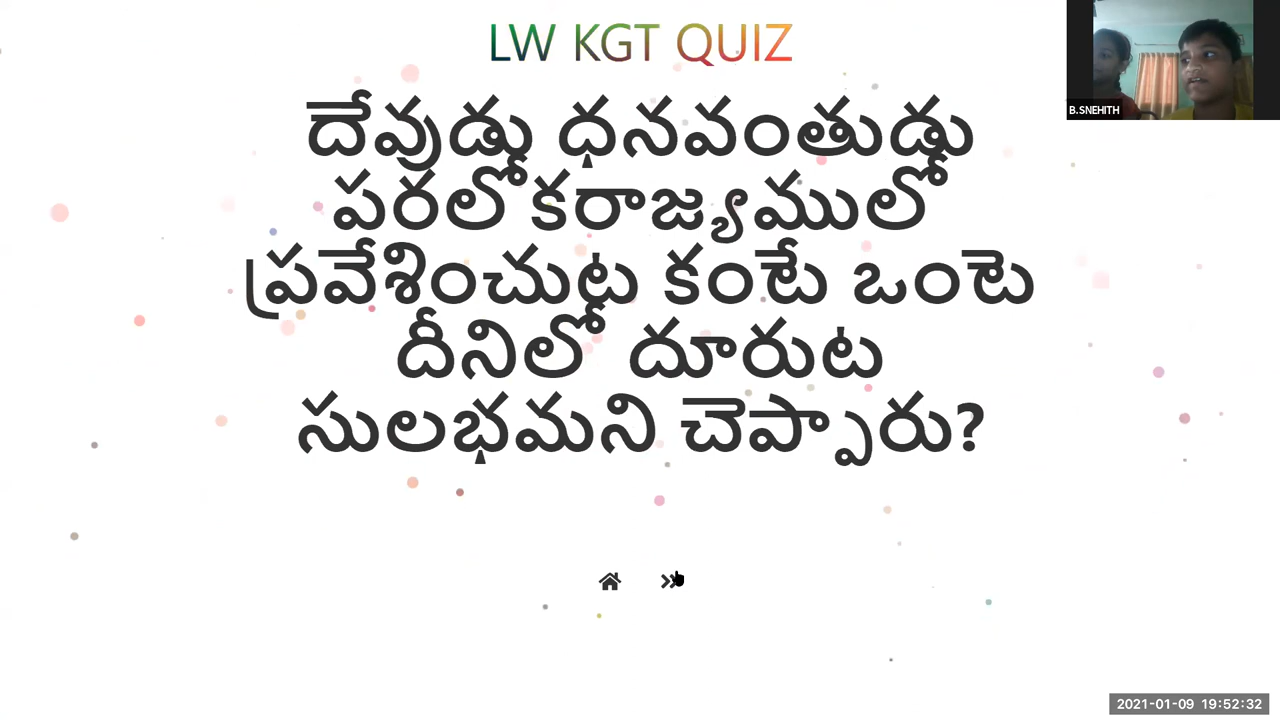 LW KGT QUIZ
B.SNEHITH
దేవుడు ధనవంతుడు
పరలోకరాజ్యములో
ప్రవేశించుట కంటే ఒంటె
దీనిలో దూరుట
సులభమని చెప్పారు?
2021-01-09 19:52:32